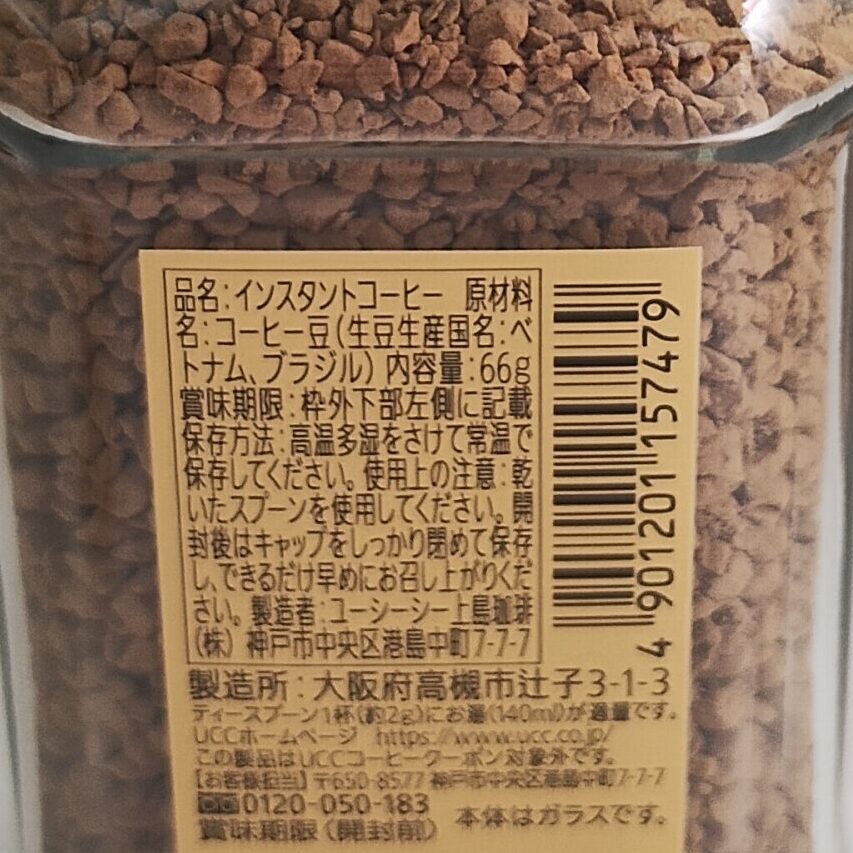 品名:インスタントコーヒー 原材料
名:コーヒー豆(生豆生産国名:ベ
トナム、ブラジル) 内容量:66g
賞味期限:枠外下部左側に記載
保存方法:高温多湿をさけて常温で
保存してください。使用上の注意:乾
いたスプーンを使用してください。開
封後はキャップをしっかり閉めて保存
し、できるだけ早めにお召し上がりくだ
さい。製造者:ユーシーシー上島珈琲
(株) 神戸市中央区港島中町7-7-7
製造所:大阪府高槻市辻子3-1-3
ティースプーン1杯(約2g)にお湯(140ml)が適量です。
UCCホームページ https://www.ucc.co.jp/
この製品はUCCコーヒークーポン対象外です。
【お客様担当】〒650-8577 神戸市中央区港島中町7-7-7
0120-050-183
賞味期限(開封前) 本体はガラスです。
4 901201 157479